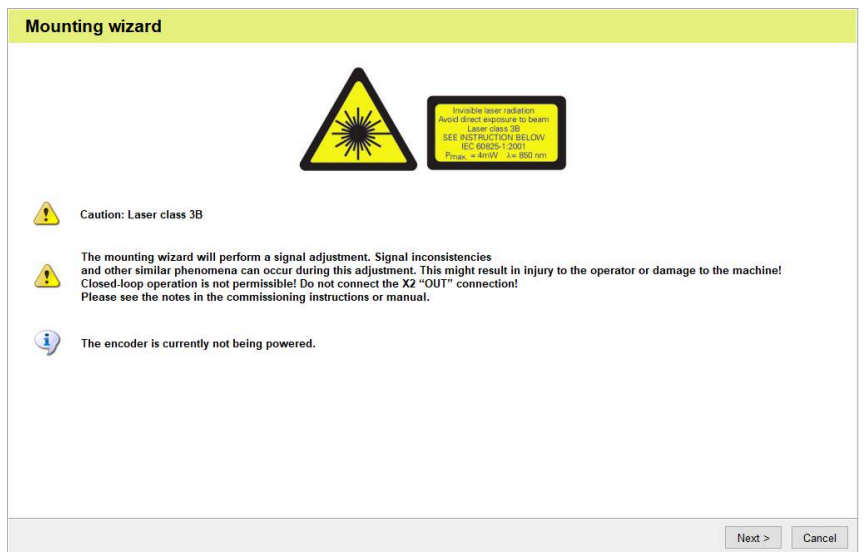 Mounting wizard
Invisible laser radiation
Avoid direct exposure to beam
Laser class 3B
SEE INSTRUCTION BELOW
IEC 60825-1:2001
Pmax. = 4mW λ= 850 nm
Caution: Laser class 3B
The mounting wizard will perform a signal adjustment. Signal inconsistencies
and other similar phenomena can occur during this adjustment. This might result in injury to the operator or damage to the machine!
Closed-loop operation is not permissible! Do not connect the X2 “OUT” connection!
Please see the notes in the commissioning instructions or manual.
The encoder is currently not being powered.
Next > Cancel